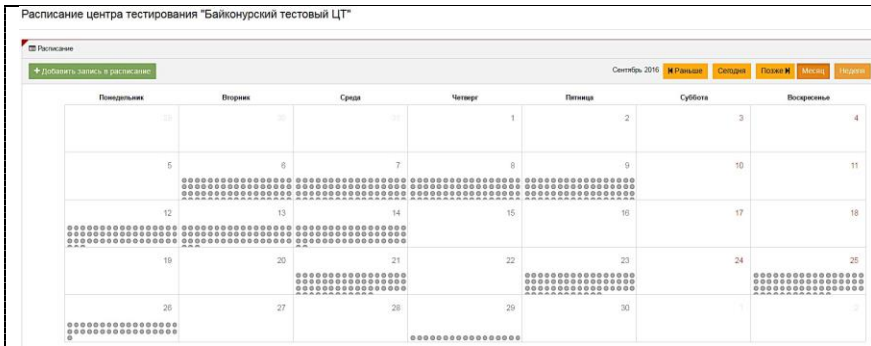 Расписание центра тестирования "Байконурский тестовый ЦТ"
Расписание
+ Добавить запись в расписание
Сентябрь 2016 Раньше Сегодня Позже Месяц Неделя
Понедельник Вторник Среда Четверг Пятница Суббота Воскресенье
29 30 31 1 2 3 4
5 6 7 8 9 10 11
12 13 14 15 16 17 18
19 20 21 22 23 24 25
26 27 28 29 30 1 2